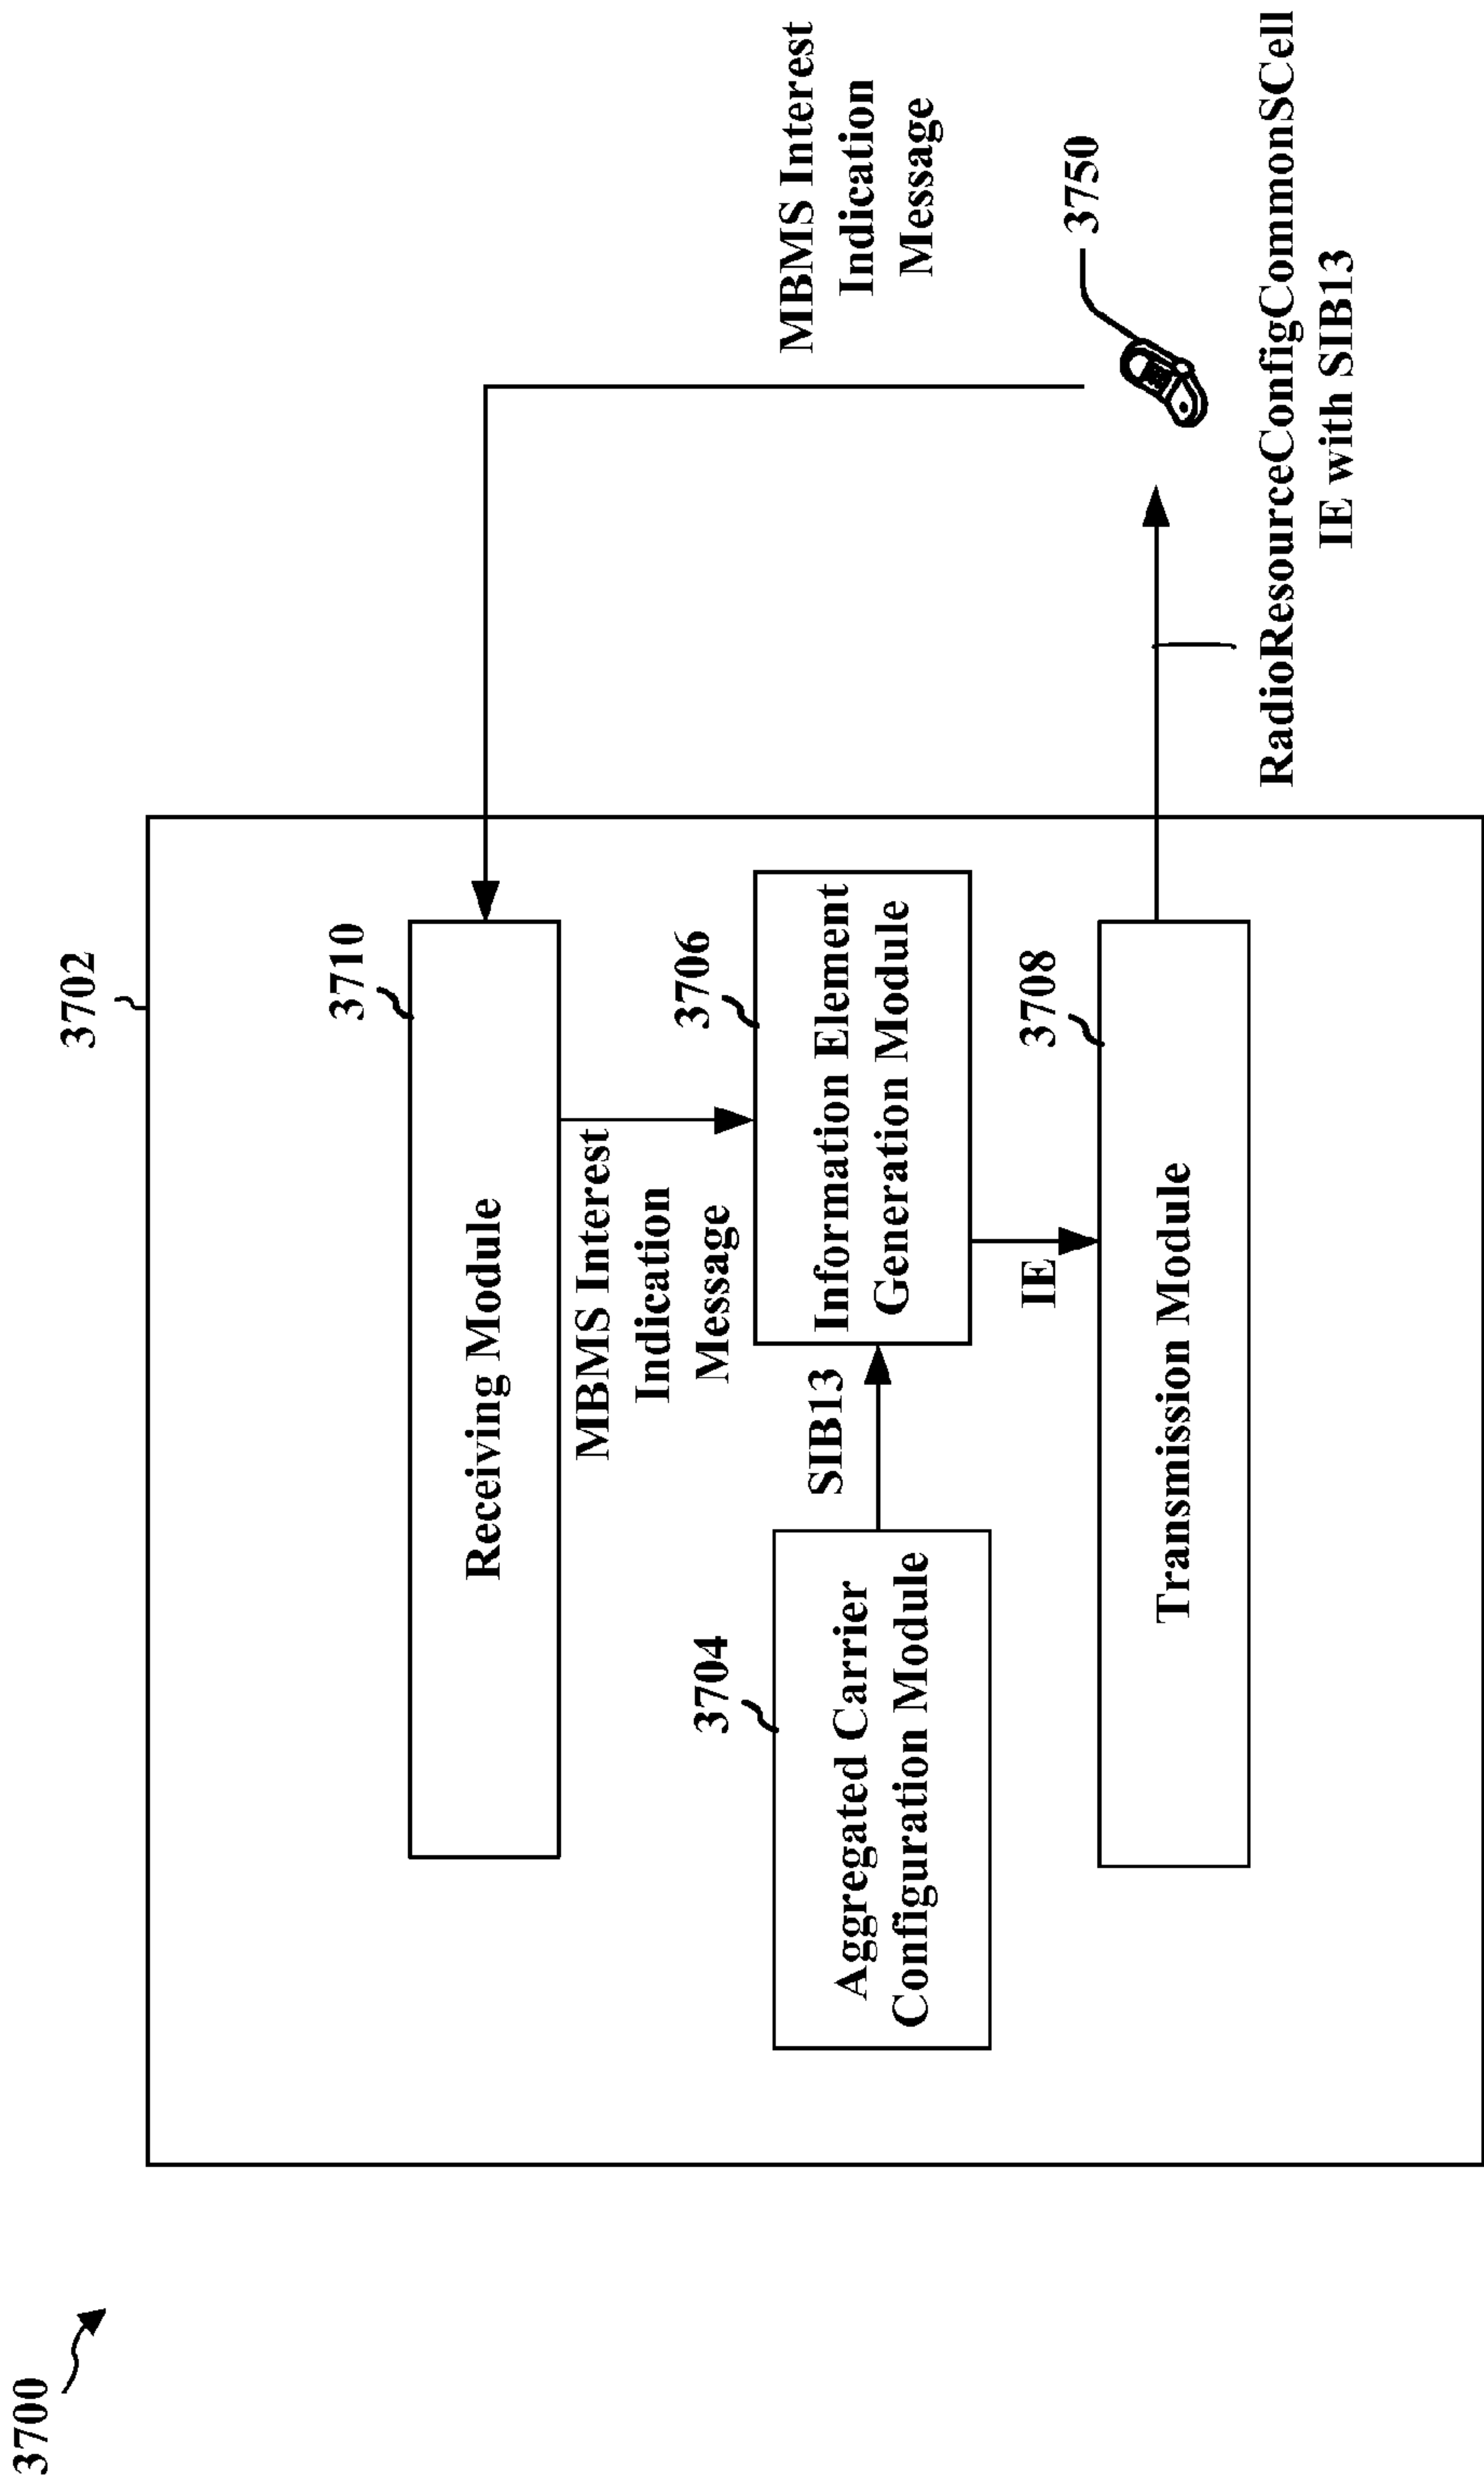 3700
3702
3710
Receiving Module
MBMS Interest
Indication
Message
MBMS Interest
Indication
Message
3704
Aggregated Carrier
Configuration Module
SIB13
3706
Information Element
Generation Module
IE
3708
Transmission Module
3750
RadioResourceConfigCommonSCell
IE with SIB13